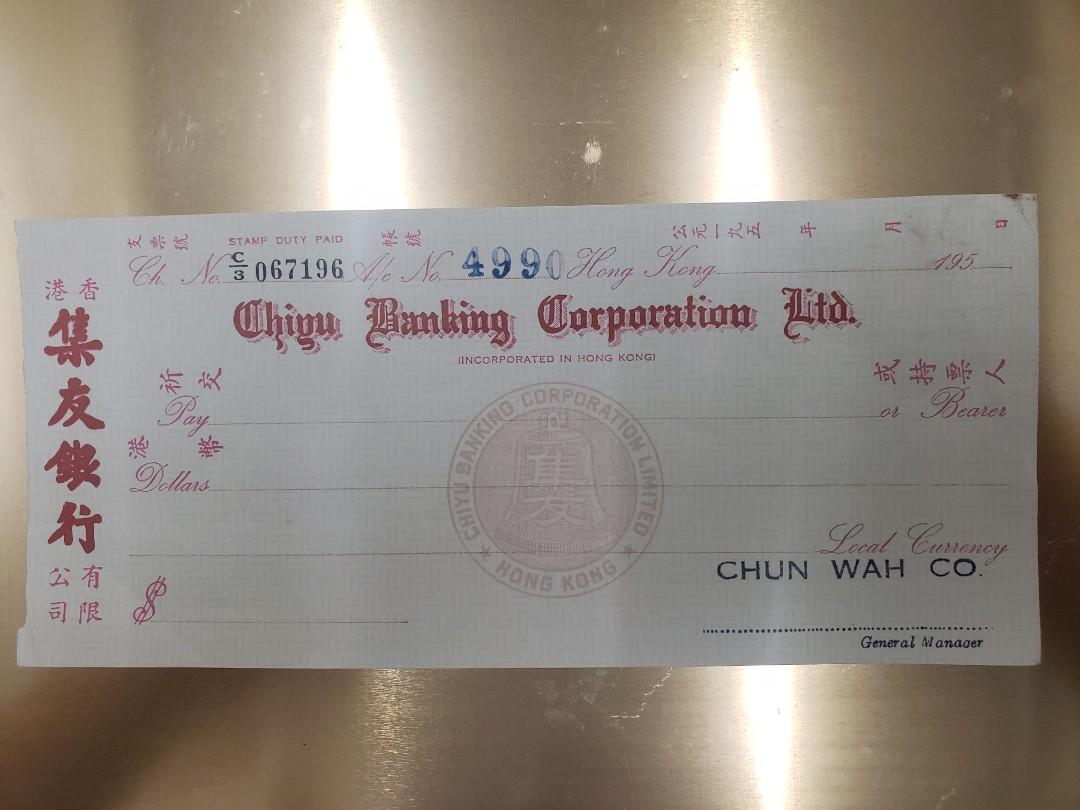 支票號 STAMP DUTY PAID 帳號 公元一九五 年 月 日
Ch. No. C/3 067196 A/c No. 4990 Hong Kong 195
香港
集友銀行
有限公司
Chiyu Banking Corporation Ltd.
(INCORPORATED IN HONG KONG)
祈交 或持票人
Pay or Bearer
港幣
Dollars
CHIYU BANKING CORPORATION LIMITED
集友
★ HONG KONG ★
Local Currency
CHUN WAH CO.
$
General Manager